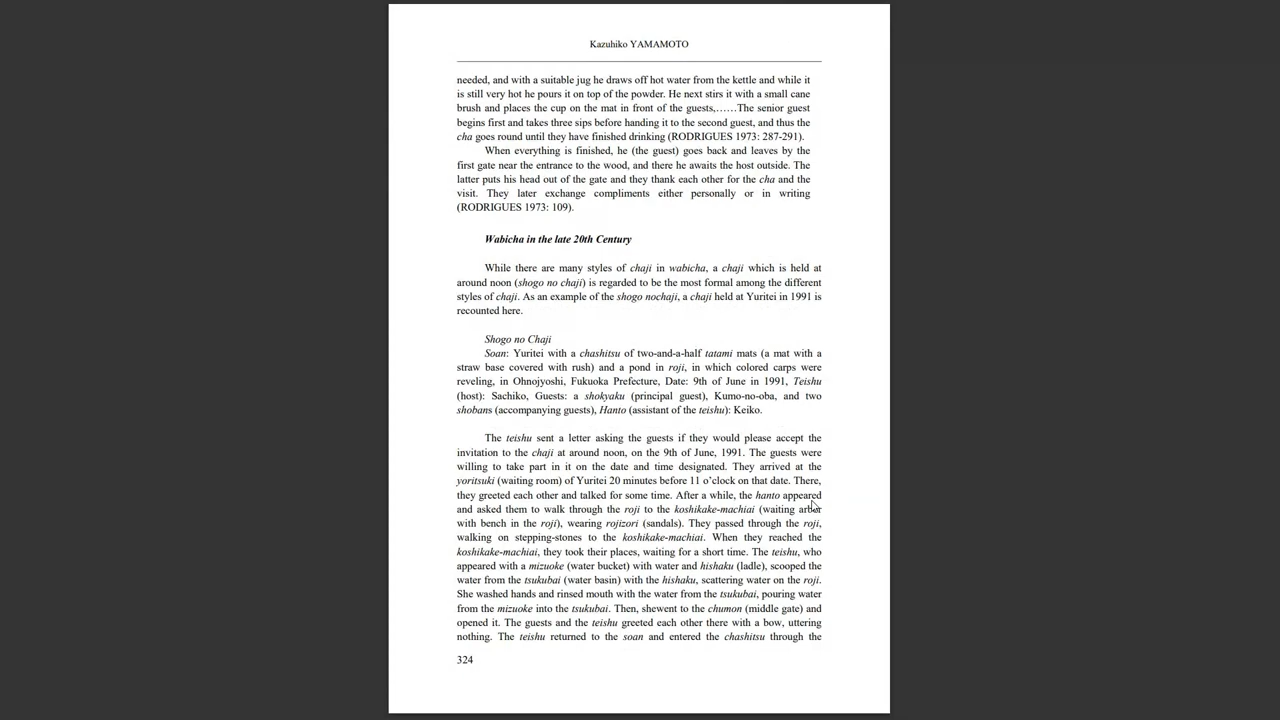 Kazuhiko YAMAMOTO
needed, and with a suitable jug he draws off hot water from the kettle and while it
is still very hot he pours it on top of the powder. He next stirs it with a small cane
brush and places the cup on the mat in front of the guests,……The senior guest
begins first and takes three sips before handing it to the second guest, and thus the
cha goes round until they have finished drinking (RODRIGUES 1973: 287-291).
When everything is finished, he (the guest) goes back and leaves by the
first gate near the entrance to the wood, and there he awaits the host outside. The
latter puts his head out of the gate and they thank each other for the cha and the
visit. They later exchange compliments either personally or in writing
(RODRIGUES 1973: 109).
Wabicha in the late 20th Century
While there are many styles of chaji in wabicha, a chaji which is held at
around noon (shogo no chaji) is regarded to be the most formal among the different
styles of chaji. As an example of the shogo nochaji, a chaji held at Yuritei in 1991 is
recounted here.
Shogo no Chaji
Soan: Yuritei with a chashitsu of two-and-a-half tatami mats (a mat with a
straw base covered with rush) and a pond in roji, in which colored carps were
reveling, in Ohnojyoshi, Fukuoka Prefecture, Date: 9th of June in 1991, Teishu
(host): Sachiko, Guests: a shokyaku (principal guest), Kumo-no-oba, and two
shobans (accompanying guests), Hanto (assistant of the teishu): Keiko.
The teishu sent a letter asking the guests if they would please accept the
invitation to the chaji at around noon, on the 9th of June, 1991. The guests were
willing to take part in it on the date and time designated. They arrived at the
yoritsuki (waiting room) of Yuritei 20 minutes before 11 o’clock on that date. There,
they greeted each other and talked for some time. After a while, the hanto appeared
and asked them to walk through the roji to the koshikake-machiai (waiting arbor
with bench in the roji), wearing rojizori (sandals). They passed through the roji,
walking on stepping-stones to the koshikake-machiai. When they reached the
koshikake-machiai, they took their places, waiting for a short time. The teishu, who
appeared with a mizuoke (water bucket) with water and hishaku (ladle), scooped the
water from the tsukubai (water basin) with the hishaku, scattering water on the roji.
She washed hands and rinsed mouth with the water from the tsukubai, pouring water
from the mizuoke into the tsukubai. Then, shewent to the chumon (middle gate) and
opened it. The guests and the teishu greeted each other there with a bow, uttering
nothing. The teishu returned to the soan and entered the chashitsu through the
324